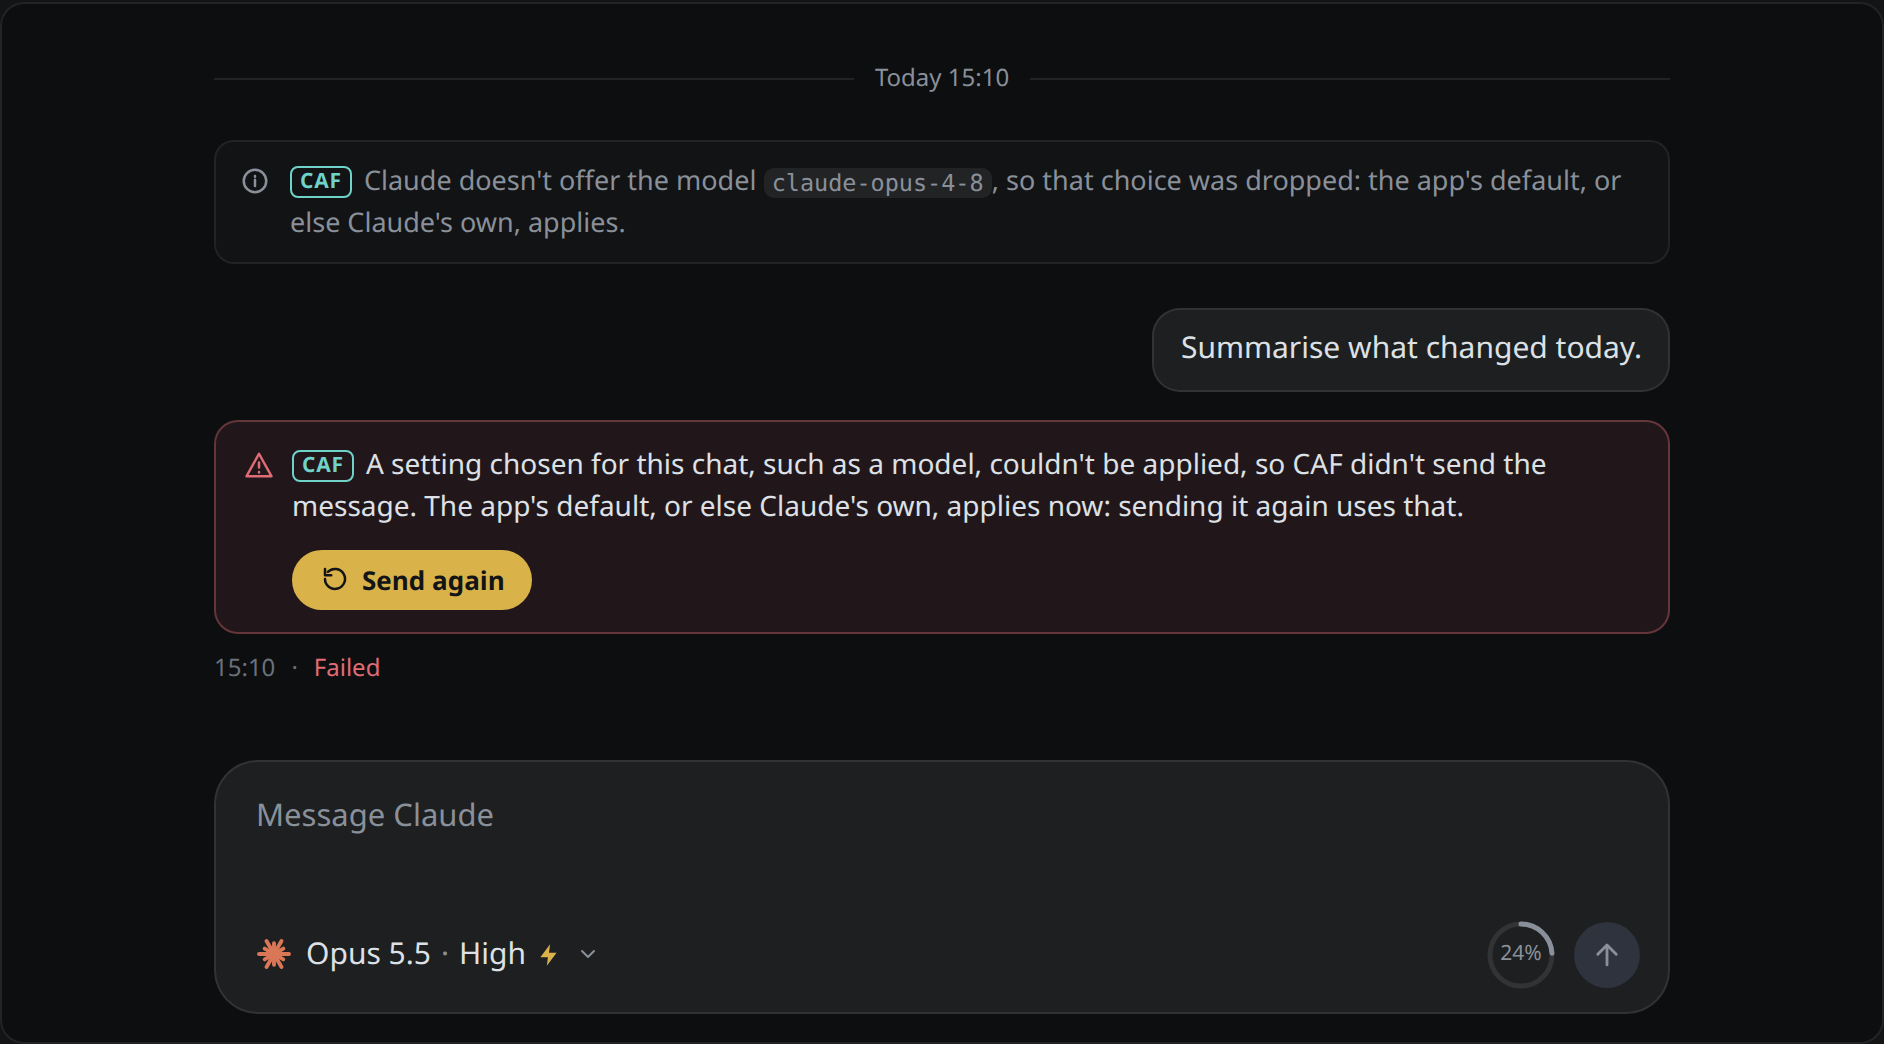 Today 15:10
CAF Claude doesn't offer the model claude-opus-4-8, so that choice was dropped: the app's default, or
else Claude's own, applies.
Summarise what changed today.
CAF A setting chosen for this chat, such as a model, couldn't be applied, so CAF didn't send the
message. The app's default, or else Claude's own, applies now: sending it again uses that.
Send again
15:10 · Failed
Message Claude
Opus 5.5 · High
24%